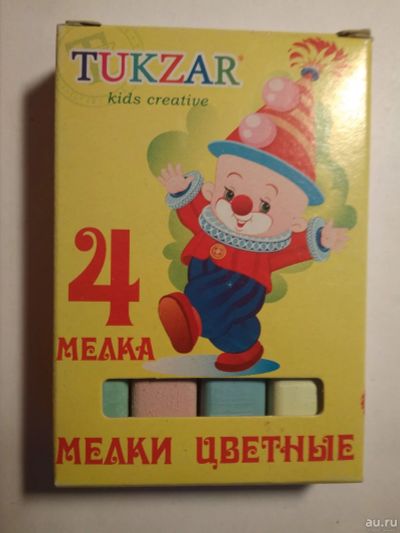 TUKZAR®
kids creative
4
МЕЛКА
МЕЛКИ ЦВЕТНЫЕ
au.ru